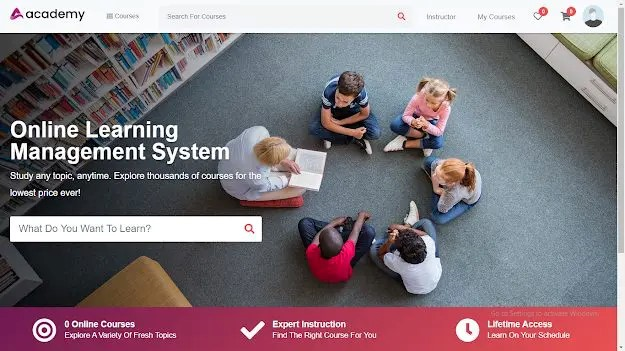 academy
Courses
Search For Courses
Instructor
My Courses
0
0
Online Learning
Management System
Study any topic, anytime. Explore thousands of courses for the
lowest price ever!
What Do You Want To Learn?
Go to Settings to activate Windows.
0 Online Courses
Explore A Variety Of Fresh Topics
Expert Instruction
Find The Right Course For You
Lifetime Access
Learn On Your Schedule